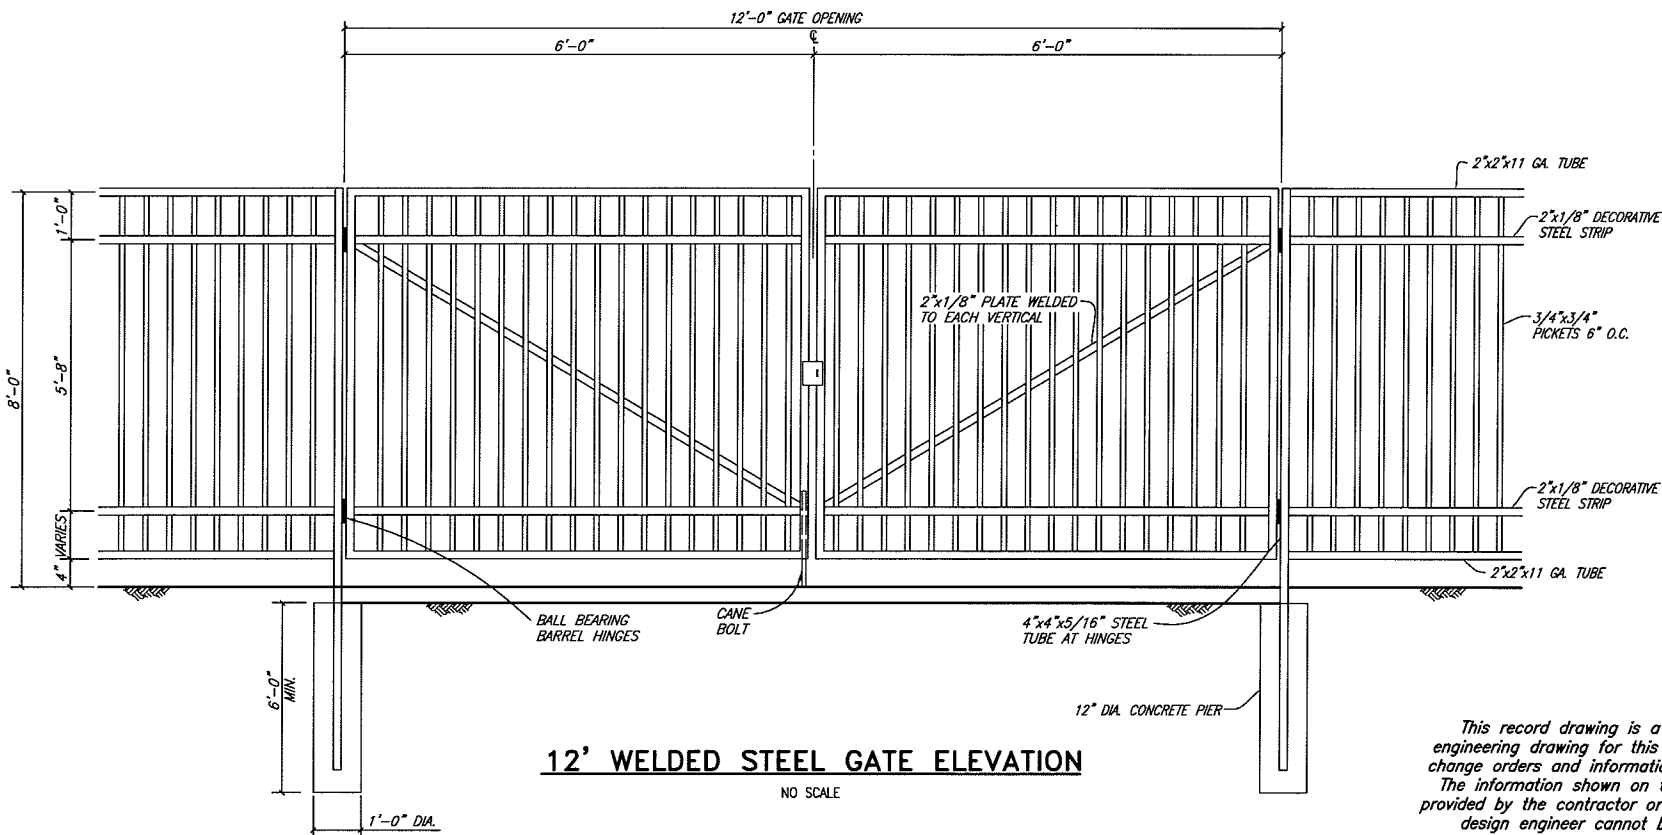 12'-0" GATE OPENING
℄
6'-0"
6'-0"
2"x2"x11 GA. TUBE
2"x1/8" DECORATIVE
STEEL STRIP
1'-0"
2"x1/8" PLATE WELDED
TO EACH VERTICAL
3/4"x3/4"
PICKETS 6" O.C.
5'-8"
8'-0"
2"x1/8" DECORATIVE
STEEL STRIP
VARIES
4"
2"x2"x11 GA. TUBE
BALL BEARING
BARREL HINGES
CANE
BOLT
4"x4"x5/16" STEEL
TUBE AT HINGES
6'-0"
MIN.
12" DIA. CONCRETE PIER
12' WELDED STEEL GATE ELEVATION
NO SCALE
1'-0" DIA.
This record drawing is a
engineering drawing for this
change orders and informatio
The information shown on
provided by the contractor or
design engineer cannot